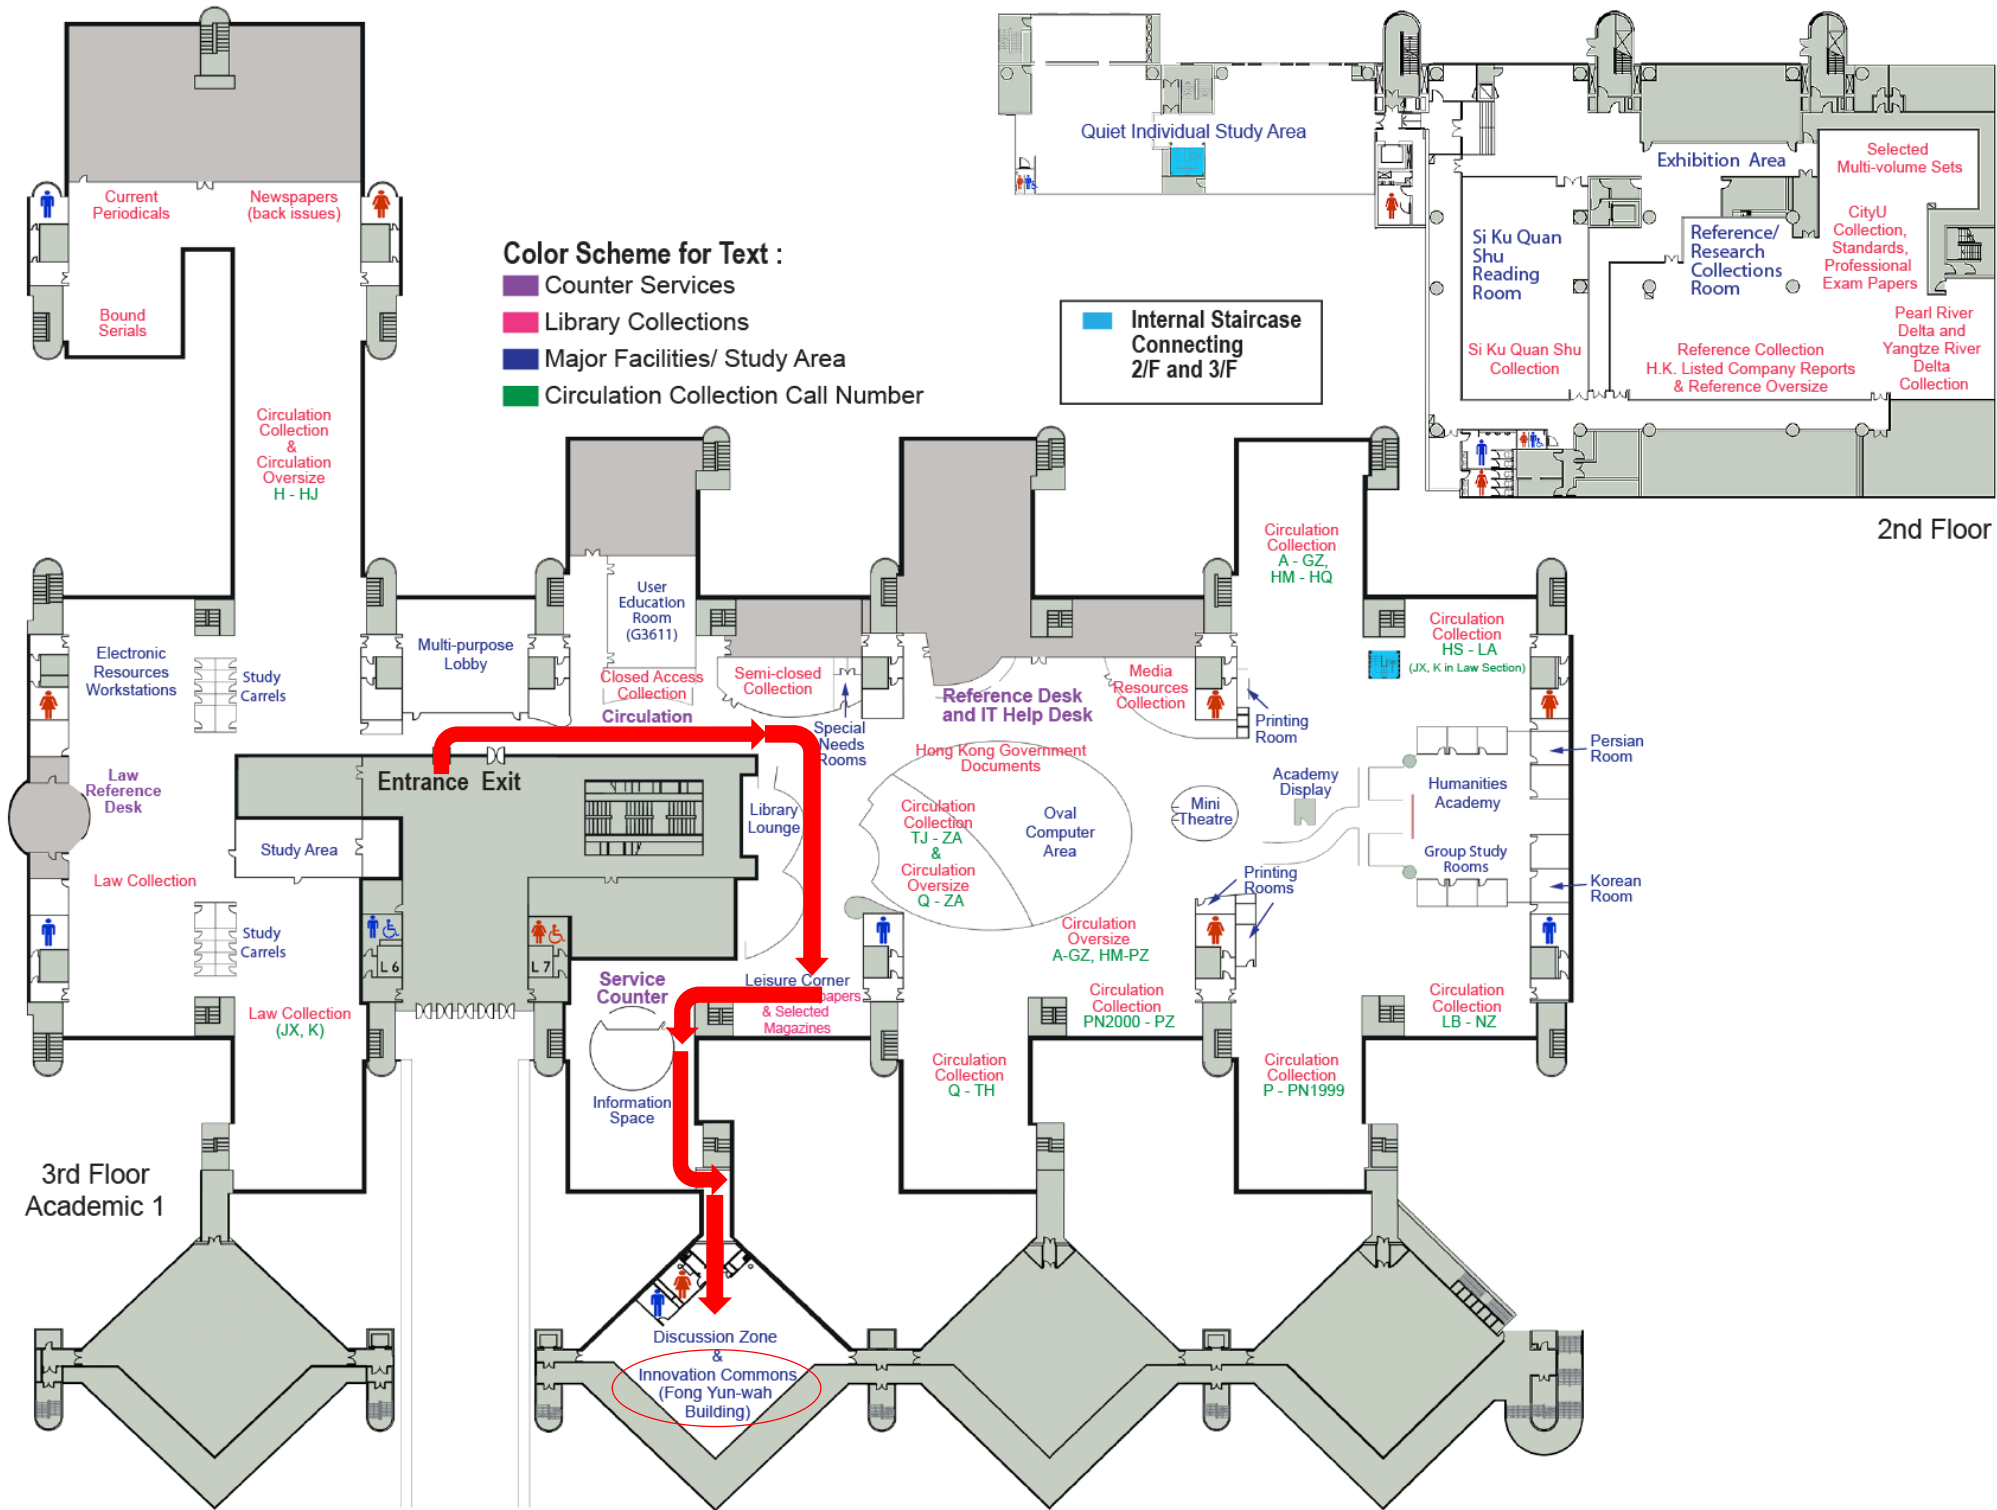 Quiet Individual Study Area
Exhibition Area
Selected
Multi-volume Sets
CityU
Collection,
Standards,
Professional
Exam Papers
Si Ku Quan
Shu
Reading
Room
Reference/
Research
Collections
Room
Pearl River
Delta and
Yangtze River
Delta
Collection
Si Ku Quan Shu
Collection
Reference Collection
H.K. Listed Company Reports
& Reference Oversize
2nd Floor
Current
Periodicals
Newspapers
(back issues)
Bound
Serials
Color Scheme for Text :
Counter Services
Library Collections
Major Facilities/ Study Area
Circulation Collection Call Number
Internal Staircase
Connecting
2/F and 3/F
Circulation
Collection
&
Circulation
Oversize
H - HJ
Circulation
Collection
A - GZ,
HM - HQ
User
Education
Room
(G3611)
Multi-purpose
Lobby
Circulation
Collection
HS - LA
(JX, K in Law Section)
Electronic
Resources
Workstations
Study
Carrels
Closed Access
Collection
Semi-closed
Collection
Media
Resources
Collection
Reference Desk
and IT Help Desk
Circulation
Special
Needs
Rooms
Printing
Room
Persian
Room
Hong Kong Government
Documents
Entrance Exit
Law
Reference
Desk
Academy
Display
Humanities
Academy
Library
Lounge
Circulation
Collection
TJ - ZA
&
Circulation
Oversize
Q - ZA
Oval
Computer
Area
Mini
Theatre
Study Area
Group Study
Rooms
Law Collection
Printing
Rooms
Korean
Room
Study
Carrels
L 6
L 7
Circulation
Oversize
A-GZ, HM-PZ
Service
Counter
Leisure Corner
papers
& Selected
Magazines
Law Collection
(JX, K)
Circulation
Collection
PN2000 - PZ
Circulation
Collection
LB - NZ
Circulation
Collection
Q - TH
Circulation
Collection
P - PN1999
Information
Space
3rd Floor
Academic 1
Discussion Zone
&
Innovation Commons
(Fong Yun-wah
Building)